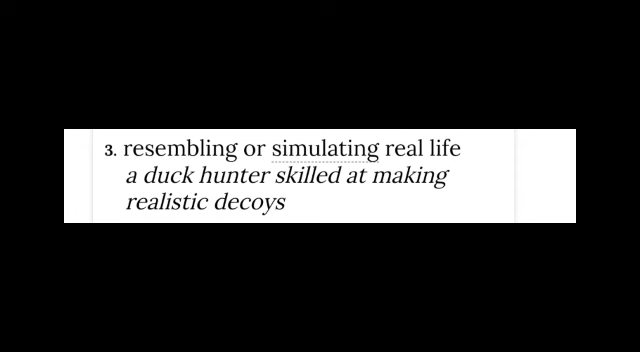 3. resembling or simulating real life
a duck hunter skilled at making
realistic decoys